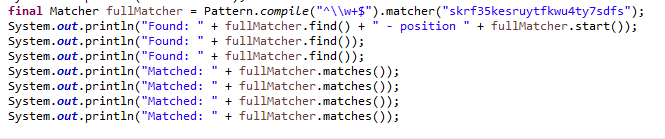 final Matcher fullMatcher = Pattern.compile("^\\w+$").matcher("skrf35kesruytfkwu4ty7sdfs");
System.out.println("Found: " + fullMatcher.find() + " - position " + fullMatcher.start());
System.out.println("Found: " + fullMatcher.find());
System.out.println("Found: " + fullMatcher.find());
System.out.println("Matched: " + fullMatcher.matches());
System.out.println("Matched: " + fullMatcher.matches());
System.out.println("Matched: " + fullMatcher.matches());
System.out.println("Matched: " + fullMatcher.matches());